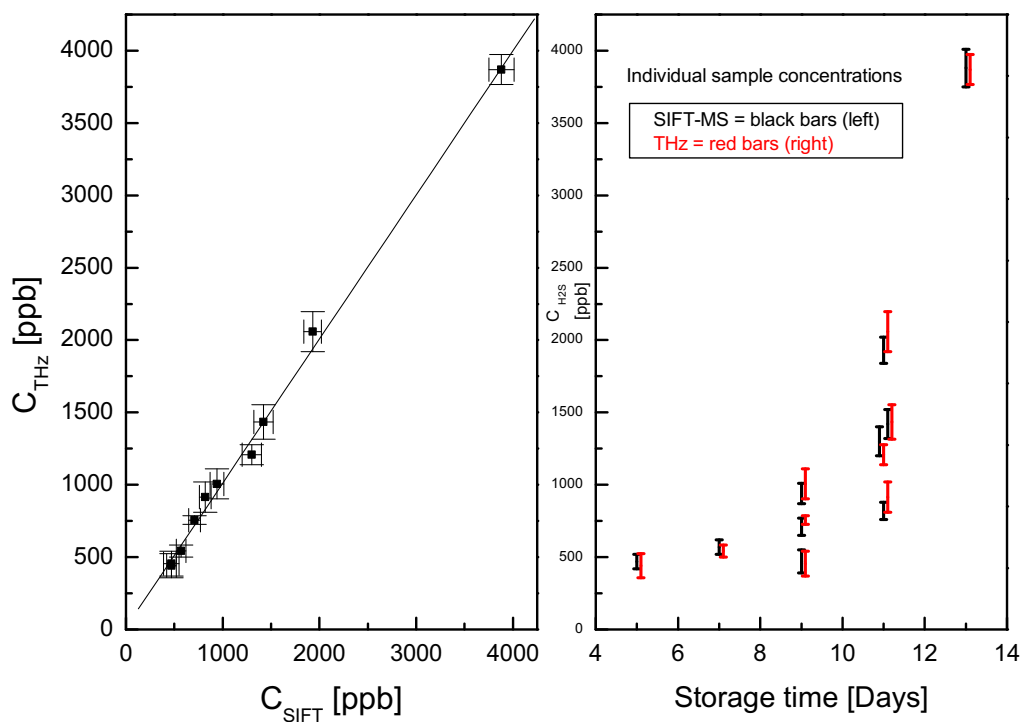 4000
3500
3000
2500
2000
1500
1000
500
0
C_THz [ppb]
0 1000 2000 3000 4000
C_SIFT [ppb]
4000
3500
3000
2500
2000
1500
1000
500
0
C_H2S
[ppb]
Individual sample concentrations
SIFT-MS = black bars (left)
THz = red bars (right)
4 6 8 10 12 14
Storage time [Days]